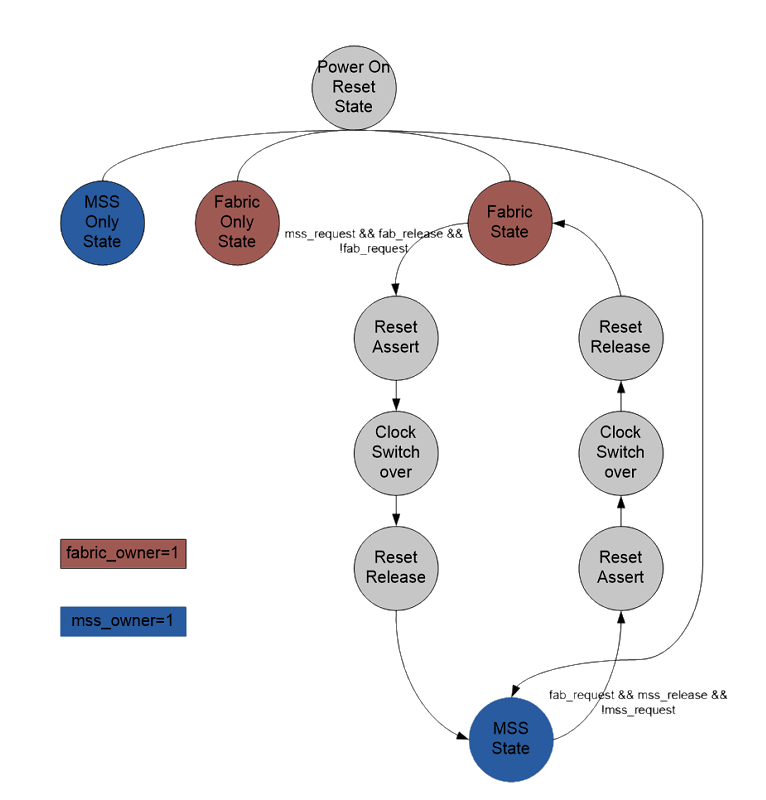 Power On
Reset
State
MSS
Only
State
Fabric
Only
State
Fabric
State
mss_request && fab_release &&
!fab_request
Reset
Assert
Reset
Release
Clock
Switch
over
Clock
Switch
over
fabric_owner=1
Reset
Release
Reset
Assert
mss_owner=1
fab_request && mss_release &&
!mss_request
MSS
State